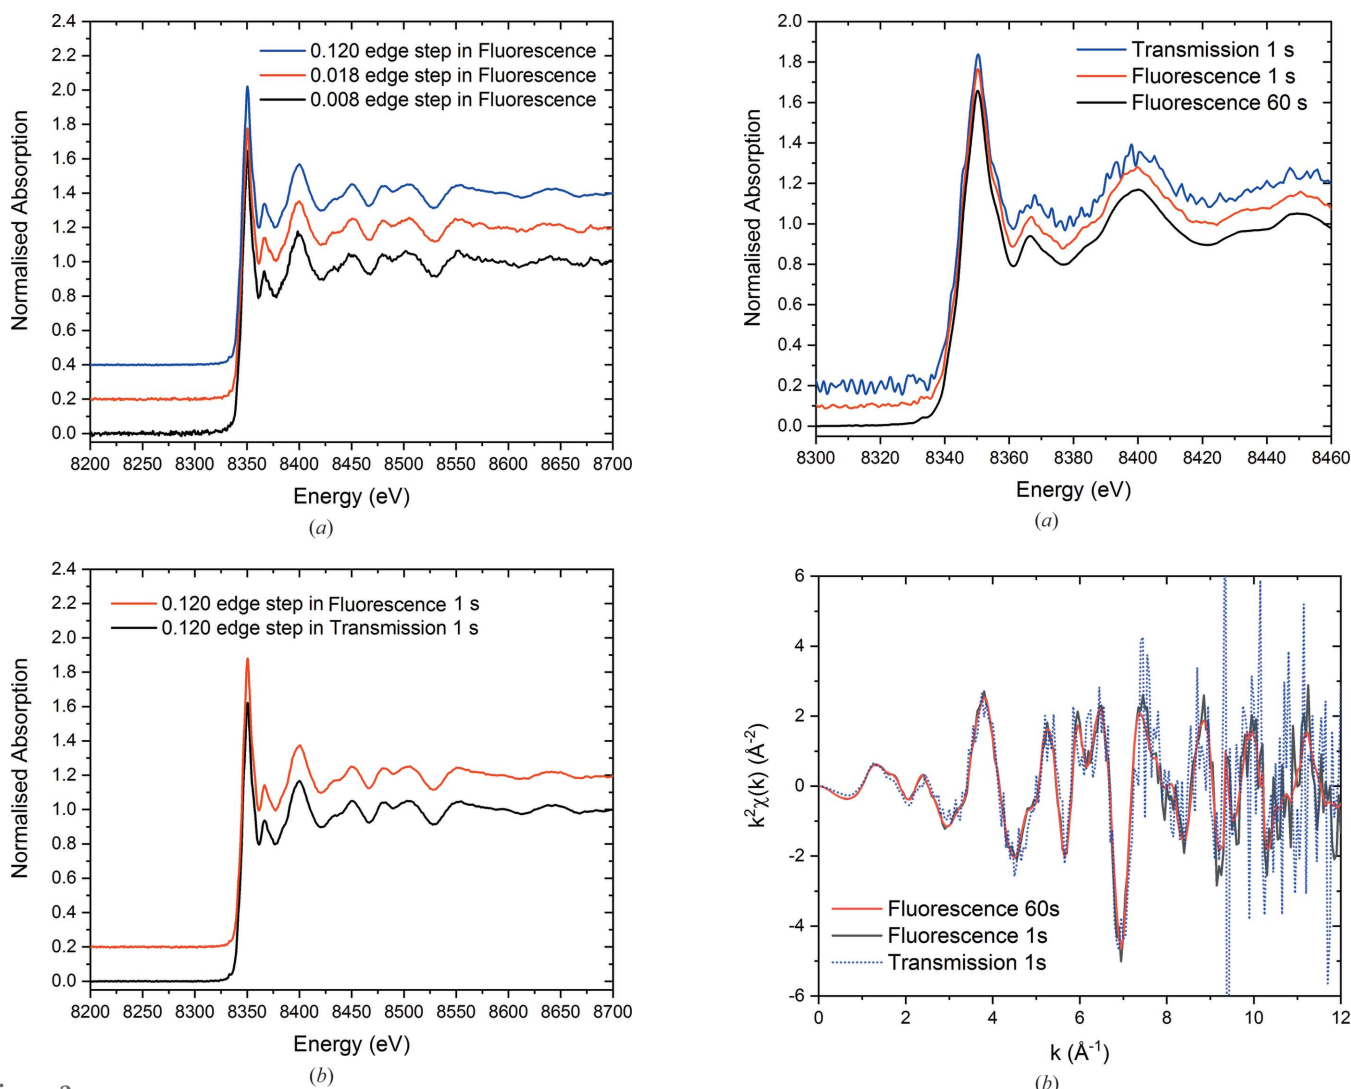 2.4
2.2
2.0
1.8
1.6
1.4
1.2
1.0
0.8
0.6
0.4
0.2
0.0
Normalised Absorption
0.120 edge step in Fluorescence
0.018 edge step in Fluorescence
0.008 edge step in Fluorescence
8200 8250 8300 8350 8400 8450 8500 8550 8600 8650 8700
Energy (eV)
(a)
2.4
2.2
2.0
1.8
1.6
1.4
1.2
1.0
0.8
0.6
0.4
0.2
0.0
Normalised Absorption
0.120 edge step in Fluorescence 1 s
0.120 edge step in Transmission 1 s
8200 8250 8300 8350 8400 8450 8500 8550 8600 8650 8700
Energy (eV)
(b)
2.0
1.8
1.6
1.4
1.2
1.0
0.8
0.6
0.4
0.2
0.0
Normalised Absorption
Transmission 1 s
Fluorescence 1 s
Fluorescence 60 s
8300 8320 8340 8360 8380 8400 8420 8440 8460
Energy (eV)
(a)
6
4
2
0
-2
-4
-6
k²χ(k) (Å⁻²)
Fluorescence 60s
Fluorescence 1s
Transmission 1s
0 2 4 6 8 10 12
k (Å⁻¹)
(b)